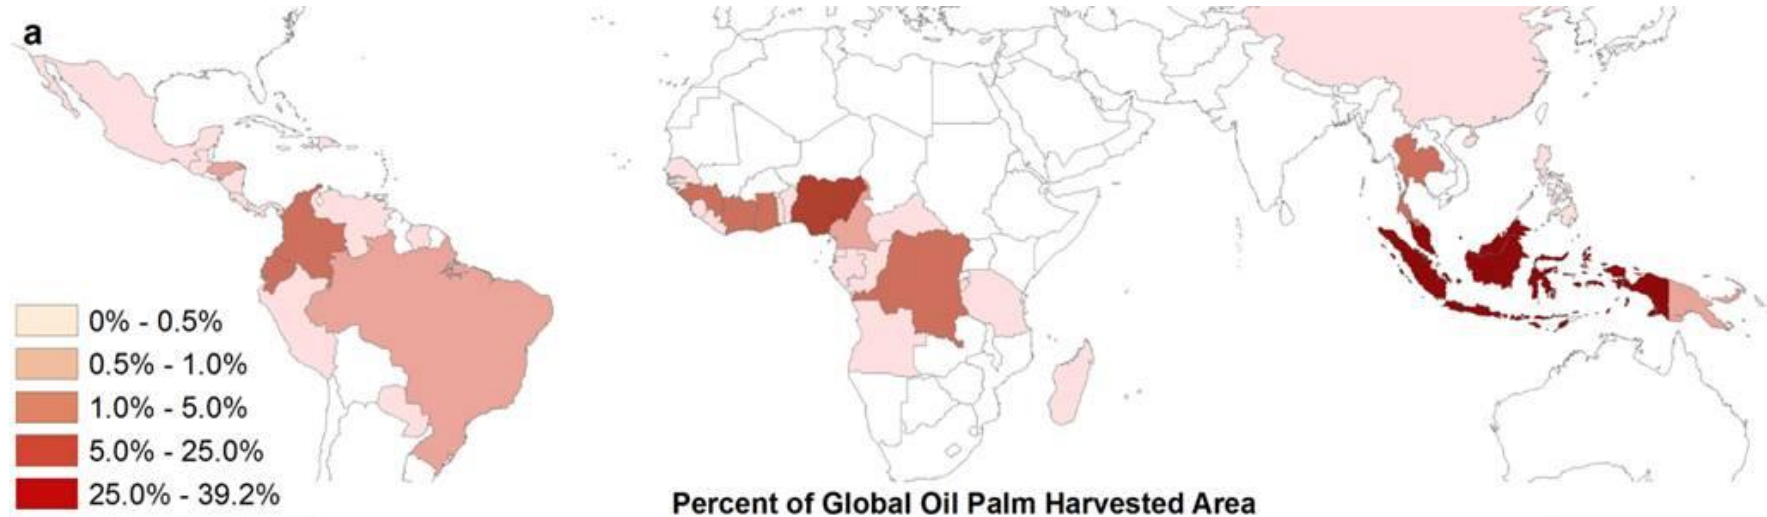 a
0% - 0.5%
0.5% - 1.0%
1.0% - 5.0%
5.0% - 25.0%
25.0% - 39.2%
Percent of Global Oil Palm Harvested Area